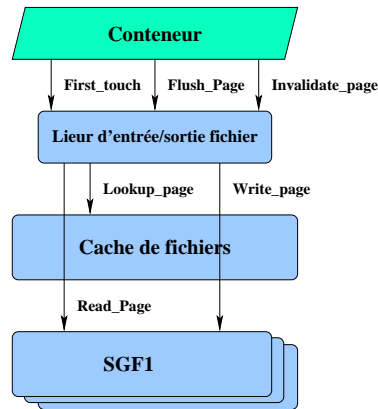 Conteneur
First_touch
Flush_Page
Invalidate_page
Lieur d'entrée/sortie fichier
Lookup_page
Write_page
Cache de fichiers
Read_Page
SGF1